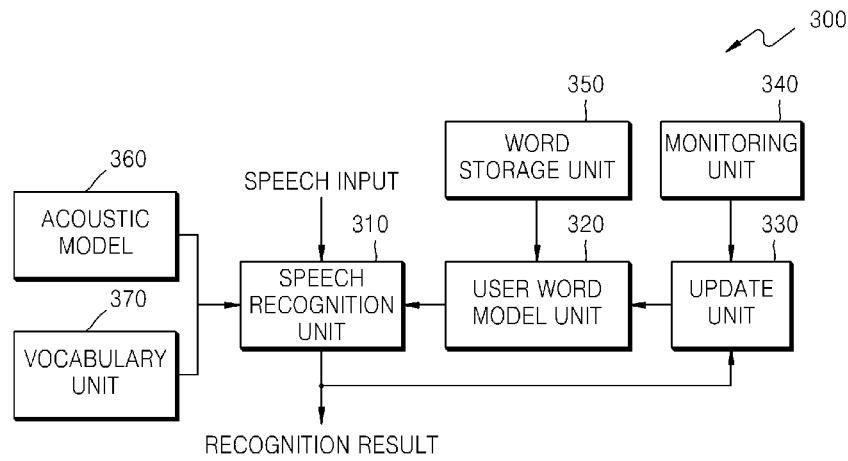 300
350
340
WORD
STORAGE UNIT
MONITORING
UNIT
360
ACOUSTIC
MODEL
SPEECH INPUT
310
320
330
SPEECH
RECOGNITION
UNIT
USER WORD
MODEL UNIT
UPDATE
UNIT
370
VOCABULARY
UNIT
RECOGNITION RESULT